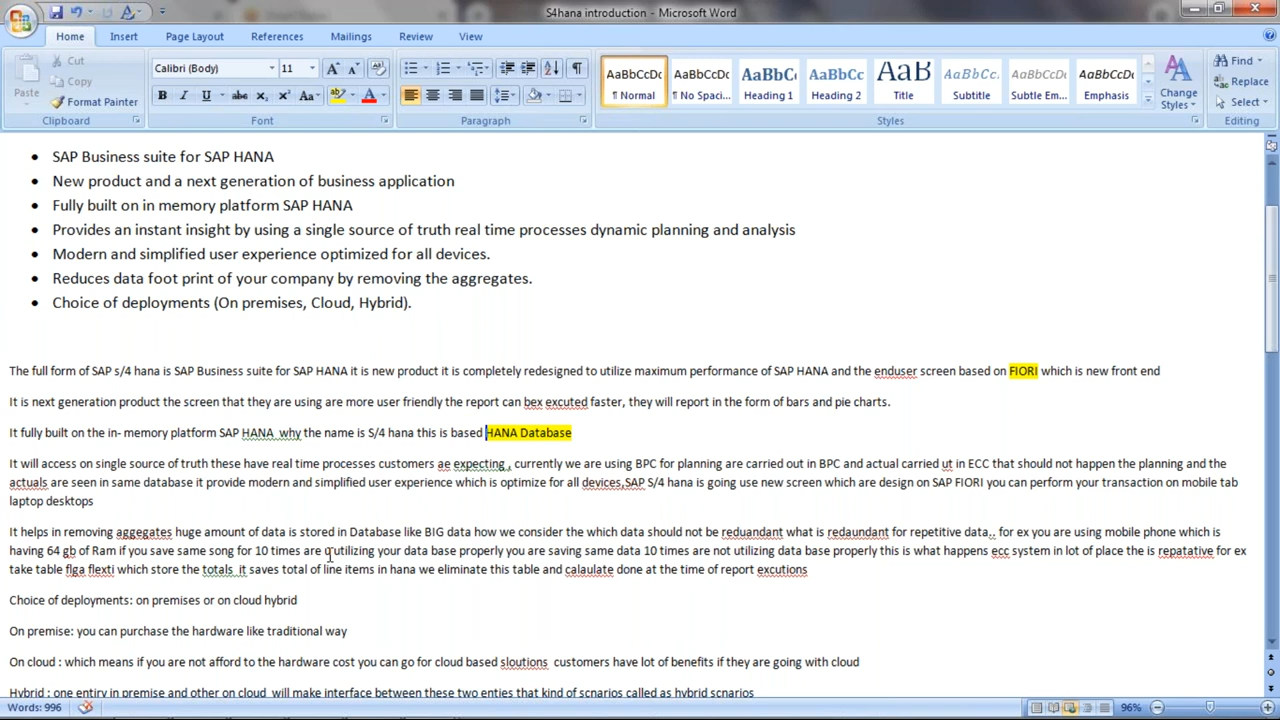 S4hana introduction - Microsoft Word
Home Insert Page Layout References Mailings Review View
Paste
Cut
Copy
Format Painter
Clipboard
Calibri (Body) 11
Font
Paragraph
AaBbCcDc AaBbCcDc AaBbCc AaBbCc AaB AaBbCc. AaBbCcDc AaBbCcDc
¶ Normal ¶ No Spaci... Heading 1 Heading 2 Title Subtitle Subtle Em... Emphasis
Change Styles
Styles
Find
Replace
Select
Editing
• SAP Business suite for SAP HANA
• New product and a next generation of business application
• Fully built on in memory platform SAP HANA
• Provides an instant insight by using a single source of truth real time processes dynamic planning and analysis
• Modern and simplified user experience optimized for all devices.
• Reduces data foot print of your company by removing the aggregates.
• Choice of deployments (On premises, Cloud, Hybrid).
The full form of SAP s/4 hana is SAP Business suite for SAP HANA it is new product it is completely redesigned to utilize maximum performance of SAP HANA and the enduser screen based on FIORI which is new front end
It is next generation product the screen that they are using are more user friendly the report can bex excuted faster, they will report in the form of bars and pie charts.
It fully built on the in- memory platform SAP HANA why the name is S/4 hana this is based HANA Database
It will access on single source of truth these have real time processes customers ae expecting , currently we are using BPC for planning are carried out in BPC and actual carried ut in ECC that should not happen the planning and the
actuals are seen in same database it provide modern and simplified user experience which is optimize for all devices,SAP S/4 hana is going use new screen which are design on SAP FIORI you can perform your transaction on mobile tab
laptop desktops
It helps in removing aggegates huge amount of data is stored in Database like BIG data how we consider the which data should not be reduandant what is redaundant for repetitive data.. for ex you are using mobile phone which is
having 64 gb of Ram if you save same song for 10 times are utilizing your data base properly you are saving same data 10 times are not utilizing data base properly this is what happens ecc system in lot of place the is repatative for ex
take table flga flexti which store the totals it saves total of line items in hana we eliminate this table and calaulate done at the time of report excutions
Choice of deployments: on premises or on cloud hybrid
On premise: you can purchase the hardware like traditional way
On cloud : which means if you are not afford to the hardware cost you can go for cloud based sloutions customers have lot of benefits if they are going with cloud
Hybrid : one entry in premise and other on cloud will make interface between these two enties that kind of scnarios called as hybrid scnarios
Words: 996
96%